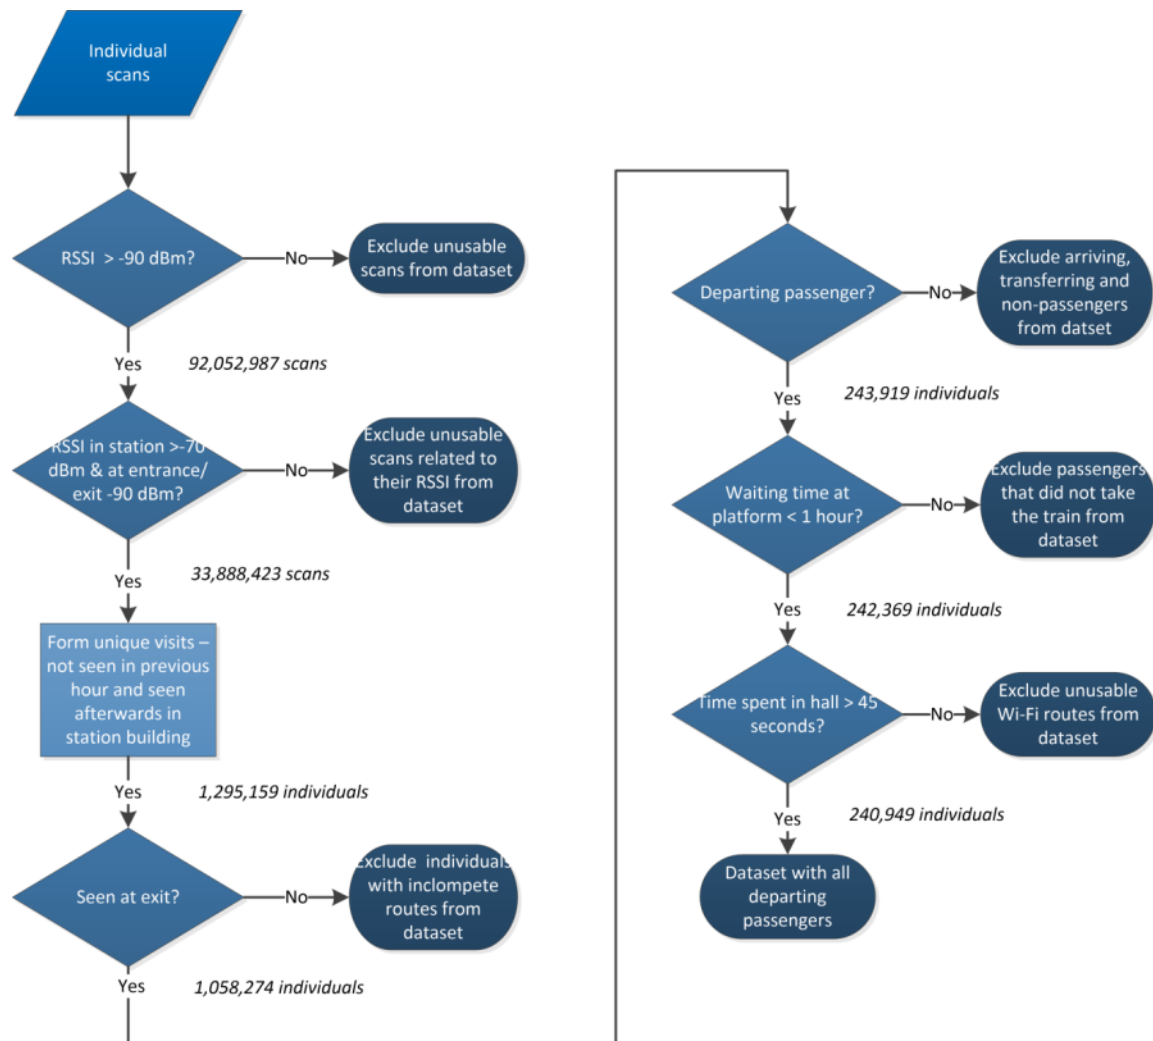 Individual
scans
RSSI > -90 dBm?
No
Exclude unusable
scans from dataset
Yes
92,052,987 scans
RSSI in station >-70
dBm & at entrance/
exit -90 dBm?
No
Exclude unusable
scans related to
their RSSI from
dataset
Yes
33,888,423 scans
Form unique visits –
not seen in previous
hour and seen
afterwards in
station building
Yes
1,295,159 individuals
Seen at exit?
No
Exclude individuals
with inclompete
routes from
dataset
Yes
1,058,274 individuals
Departing passenger?
No
Exclude arriving,
transferring and
non-passengers
from datset
Yes
243,919 individuals
Waiting time at
platform < 1 hour?
No
Exclude passengers
that did not take
the train from
dataset
Yes
242,369 individuals
Time spent in hall > 45
seconds?
No
Exclude unusable
Wi-Fi routes from
dataset
Yes
240,949 individuals
Dataset with all
departing
passengers